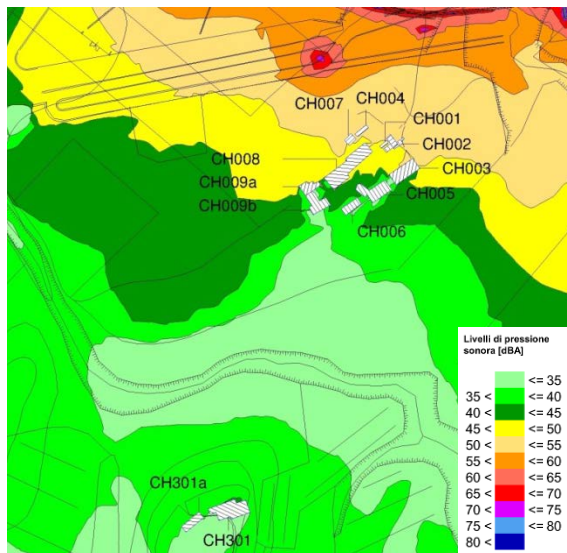 CH004
CH007
CH001
CH002
CH008
CH003
CH009a
CH005
CH009b
CH006
Livelli di pressione
sonora [dBA]
<= 35
35 < <= 40
40 < <= 45
45 < <= 50
50 < <= 55
55 < <= 60
60 < <= 65
65 < <= 70
70 < <= 75
75 < <= 80
80 <
CH301a
CH301